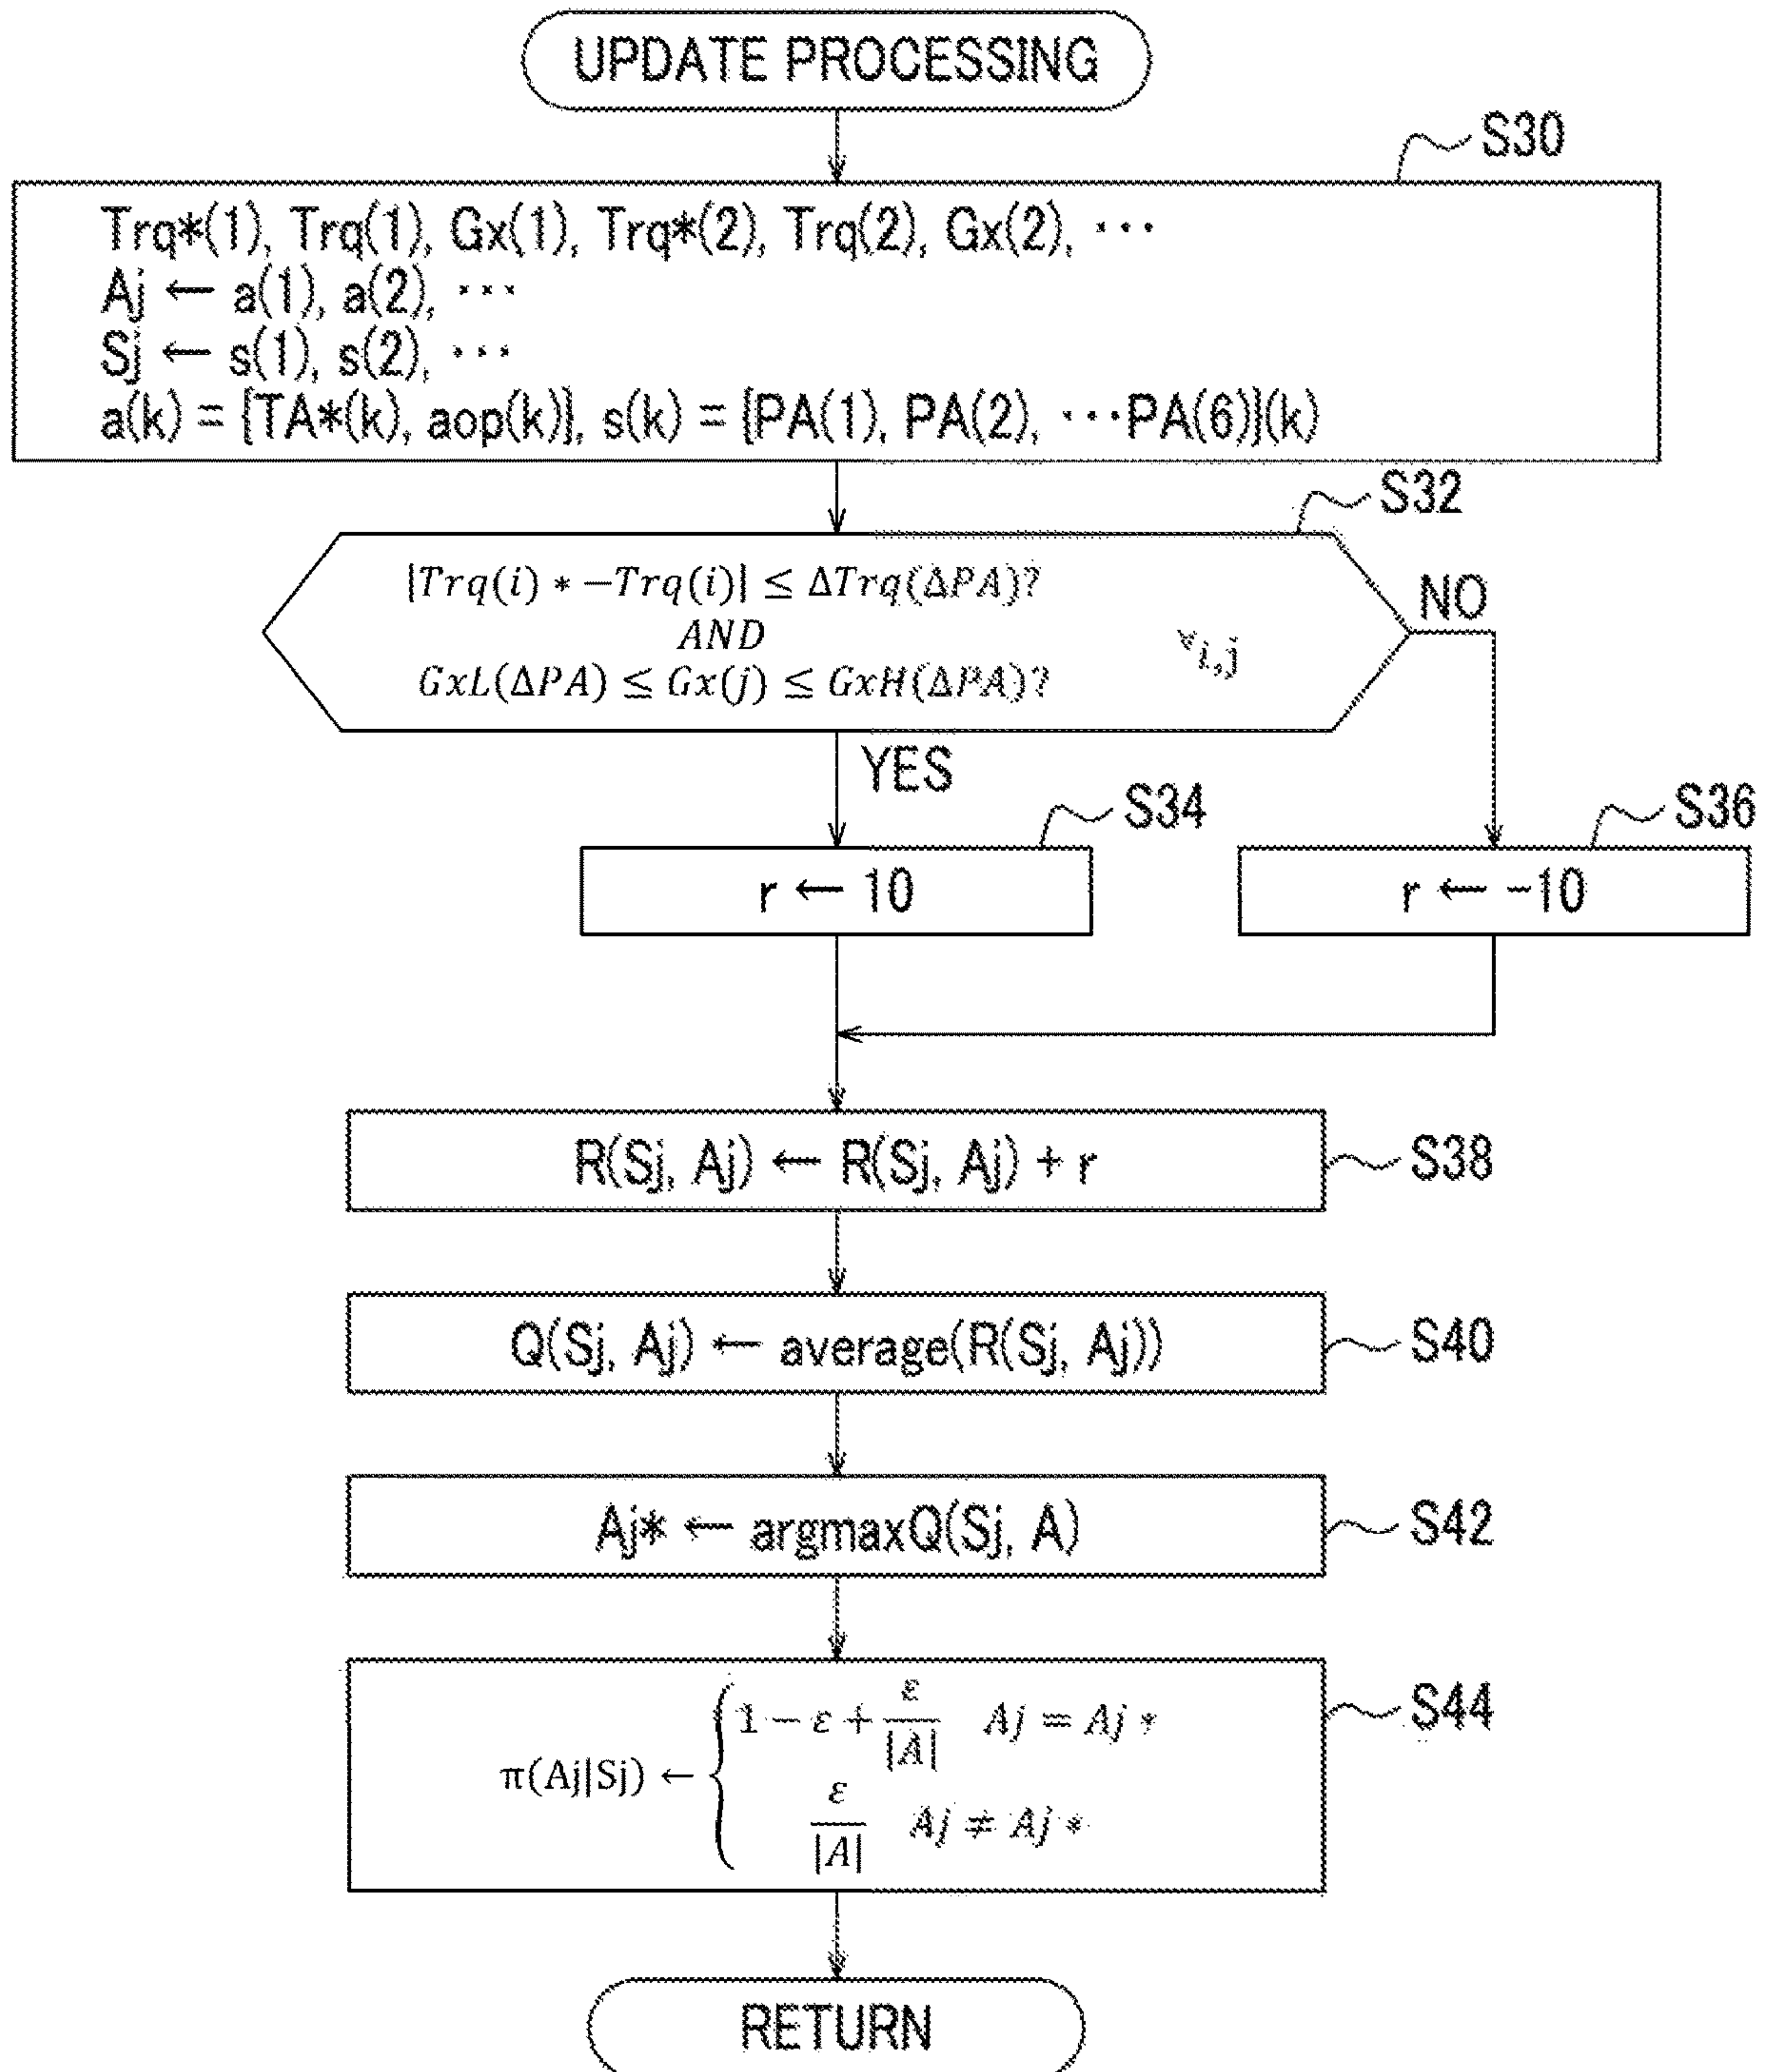 UPDATE PROCESSING
S30
Trq*(1), Trq(1), Gx(1), Trq*(2), Trq(2), Gx(2), ···
Aj ← a(1), a(2), ···
Sj ← s(1), s(2), ···
a(k) = {TA*(k), aop(k)}, s(k) = {PA(1), PA(2), ···PA(6)}(k)
S32
|Trq(i) * −Trq(i)| ≤ ΔTrq(ΔPA)?
AND
∀i,j
GxL(ΔPA) ≤ Gx(j) ≤ GxH(ΔPA)?
NO
YES
S34
S36
r ← 10
r ← −10
R(Sj, Aj) ← R(Sj, Aj) + r
S38
Q(Sj, Aj) ← average(R(Sj, Aj))
S40
Aj* ← argmaxQ(Sj, A)
S42
S44
π(Aj|Sj) ← { 1 − ε + ε/|A| Aj = Aj *
ε/|A| Aj ≠ Aj *
RETURN